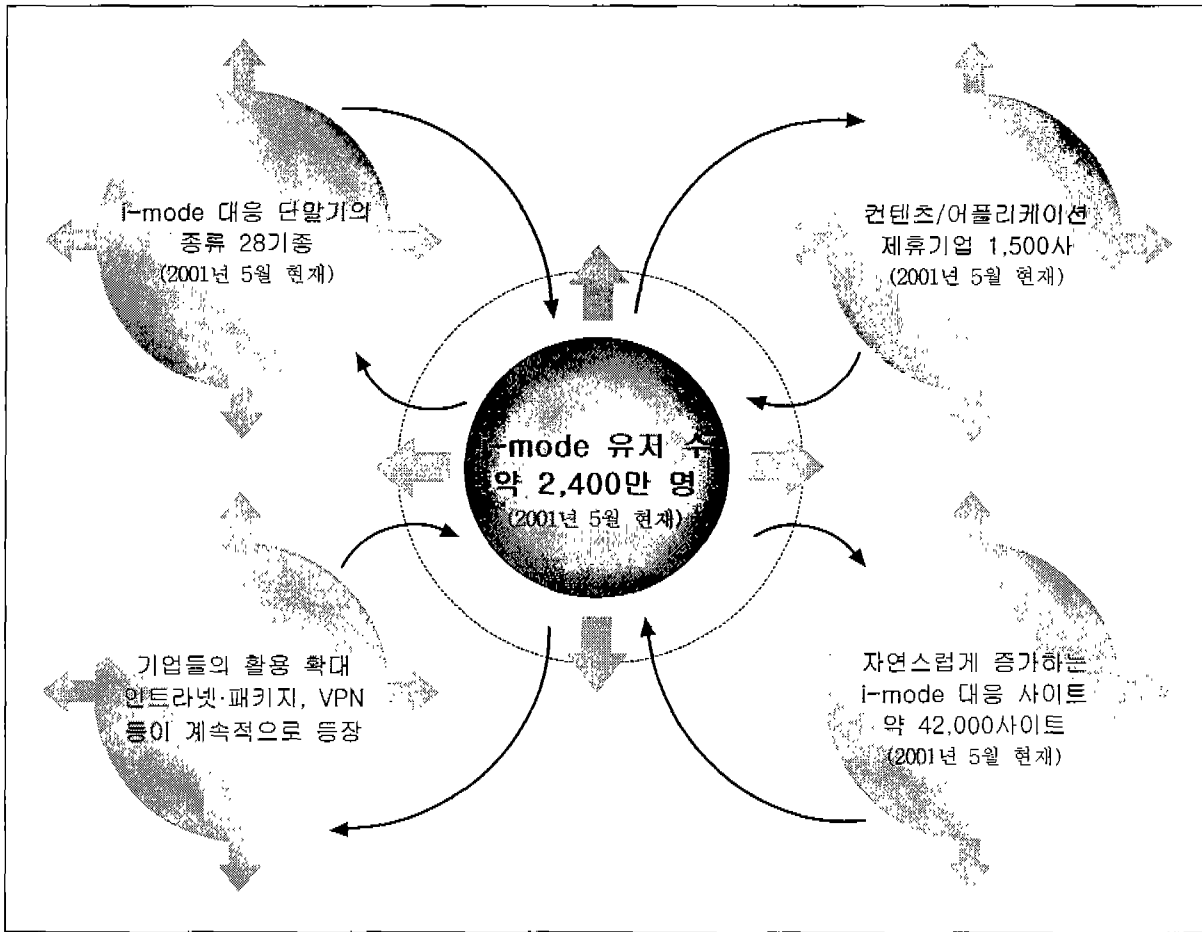 i-mode 대응 단말기의
종류 28기종
(2001년 5월 현재)
컨텐츠/어플리케이션
제휴기업 1,500사
(2001년 5월 현재)
i-mode 유저 수
약 2,400만 명
(2001년 5월 현재)
기업들의 활용 확대
인트라넷·패키지, VPN
등이 계속적으로 등장
자연스럽게 증가하는
i-mode 대응 사이트
약 42,000사이트
(2001년 5월 현재)